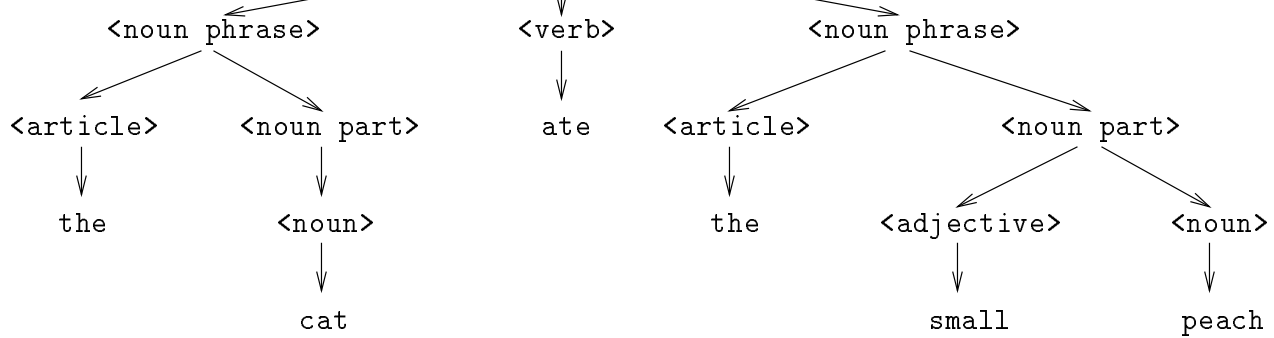 <noun phrase> <verb> <noun phrase>
<article> <noun part> ate <article> <noun part>
the <noun> the <adjective> <noun>
cat small peach